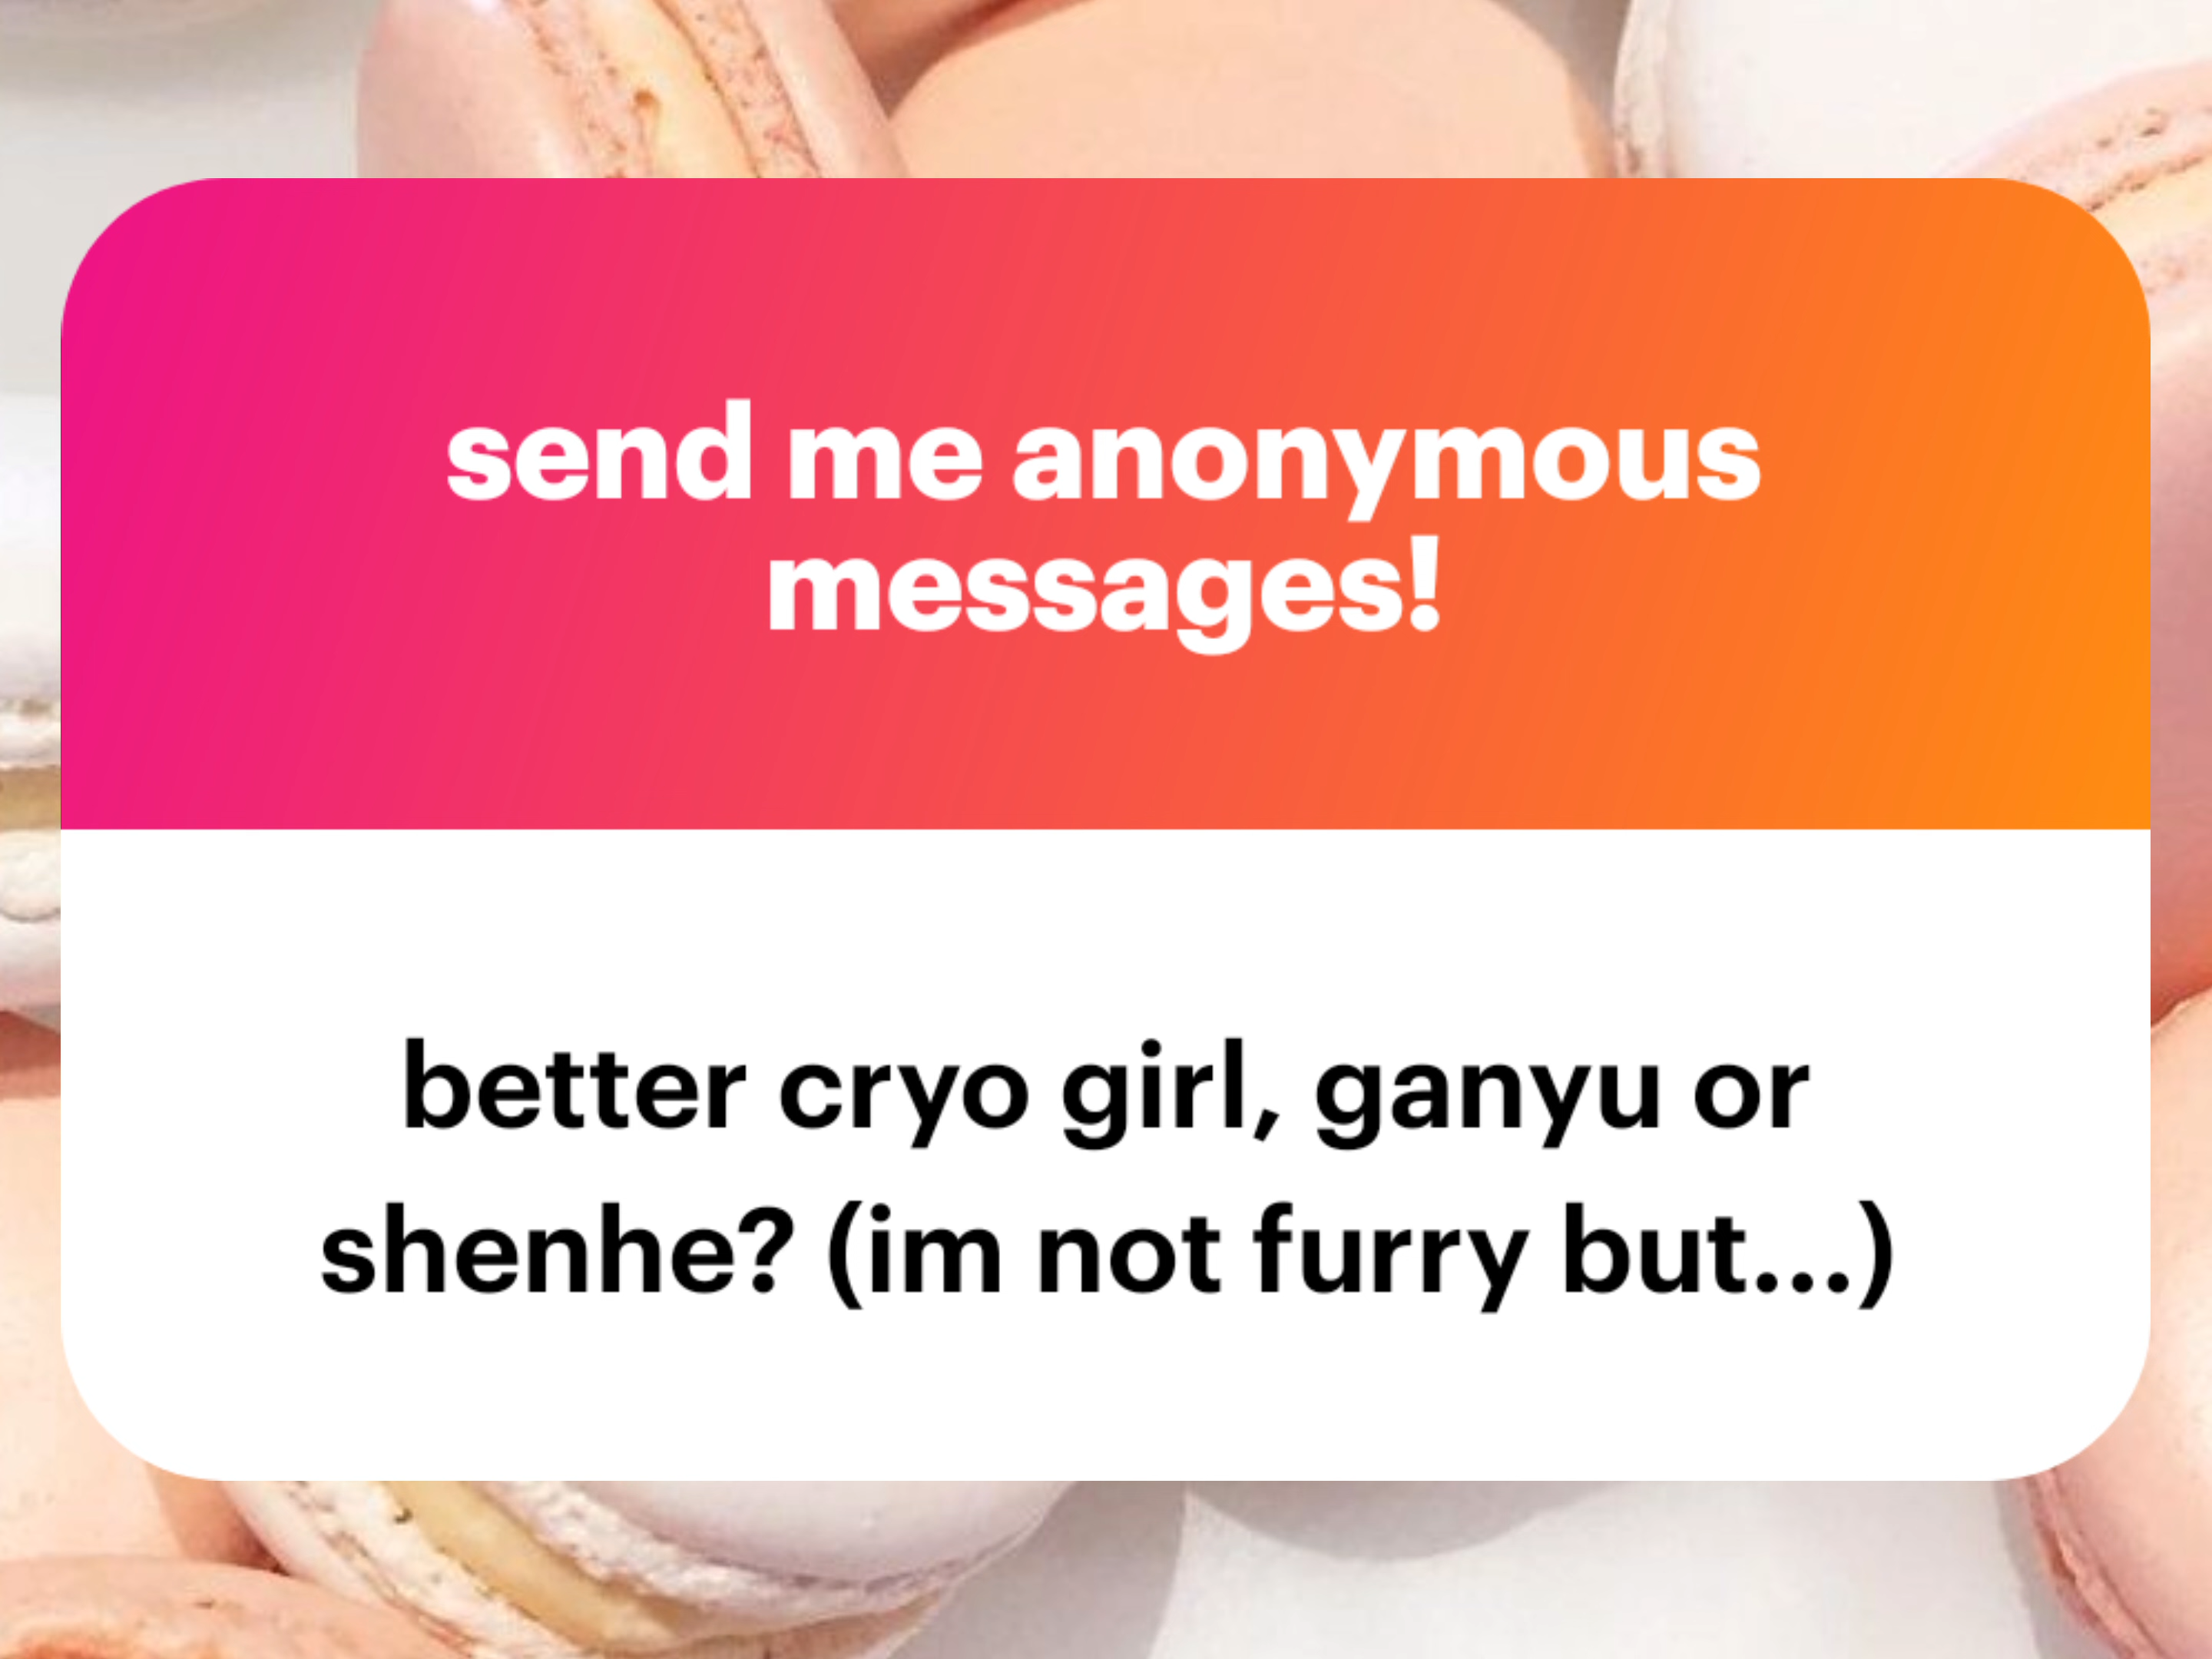 send me anonymous
messages!
better cryo girl, ganyu or
shenhe? (im not furry but...)